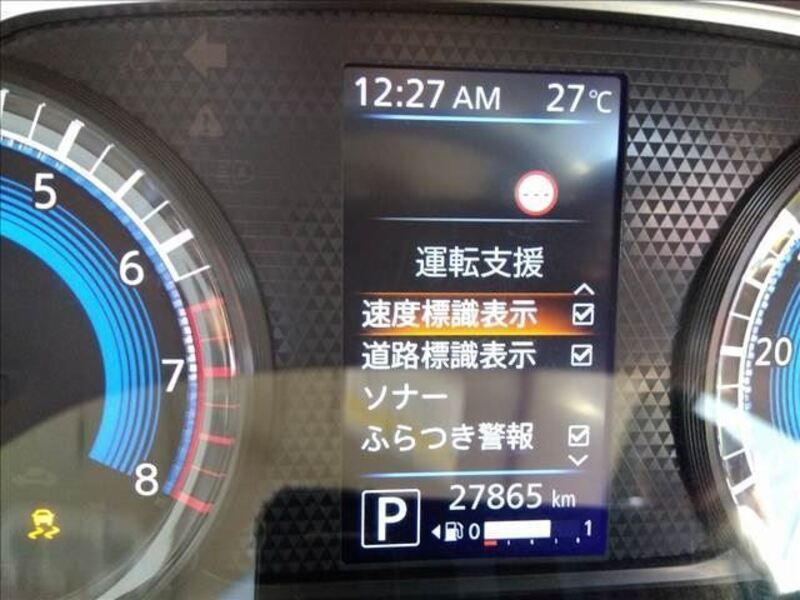 12:27 AM 27℃
---
運転支援
速度標識表示
道路標識表示
ソナー
ふらつき警報
P 27865 km
0 1
5
6
7
8
20